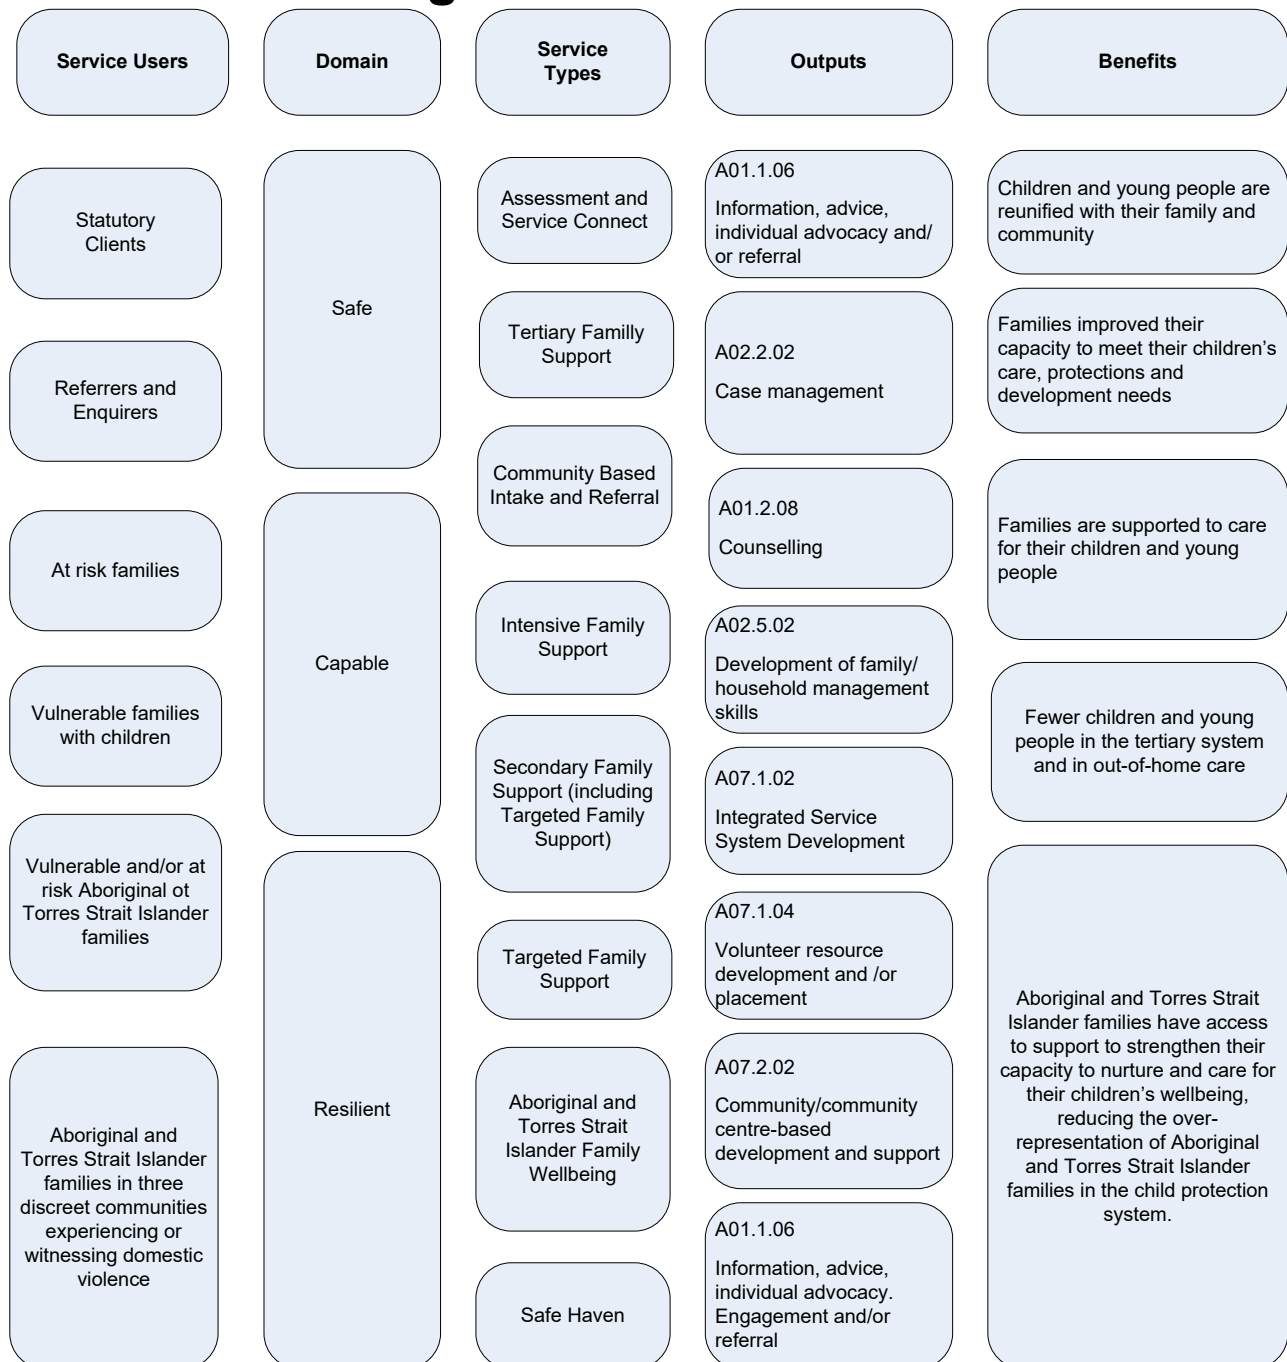 Service Users
Domain
Service
Types
Outputs
Benefits
Statutory
Clients
Referrers and
Enquirers
At risk families
Vulnerable families
with children
Vulnerable and/or at
risk Aboriginal ot
Torres Strait Islander
families
Aboriginal and
Torres Strait Islander
families in three
discreet communities
experiencing or
witnessing domestic
violence
Safe
Capable
Resilient
Assessment and
Service Connect
Tertiary Familly
Support
Community Based
Intake and Referral
Intensive Family
Support
Secondary Family
Support (including
Targeted Family
Support)
Targeted Family
Support
Aboriginal and
Torres Strait
Islander Family
Wellbeing
Safe Haven
A01.1.06
Information, advice,
individual advocacy and/
or referral
A02.2.02
Case management
A01.2.08
Counselling
A02.5.02
Development of family/
household management
skills
A07.1.02
Integrated Service
System Development
A07.1.04
Volunteer resource
development and /or
placement
A07.2.02
Community/community
centre-based
development and support
A01.1.06
Information, advice,
individual advocacy.
Engagement and/or
referral
Children and young people are
reunified with their family and
community
Families improved their
capacity to meet their children’s
care, protections and
development needs
Families are supported to care
for their children and young
people
Fewer children and young
people in the tertiary system
and in out-of-home care
Aboriginal and Torres Strait
Islander families have access
to support to strengthen their
capacity to nurture and care for
their children’s wellbeing,
reducing the over-
representation of Aboriginal
and Torres Strait Islander
families in the child protection
system.